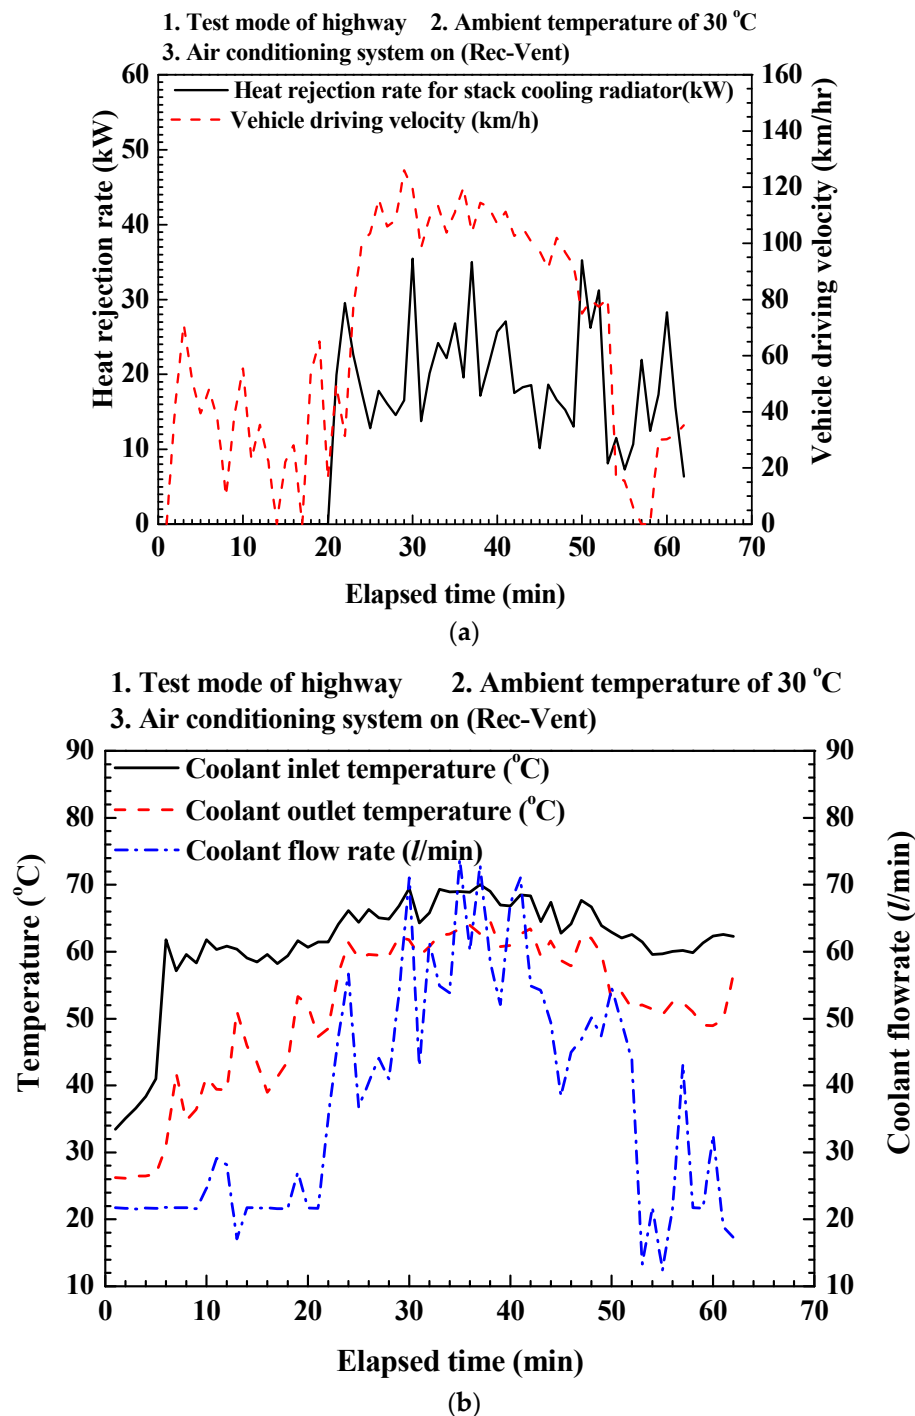 1. Test mode of highway 2. Ambient temperature of 30 °C
3. Air conditioning system on (Rec-Vent)
Heat rejection rate for stack cooling radiator(kW)
Vehicle driving velocity (km/h)
Heat rejection rate (kW)
60
50
40
30
20
10
0
Vehicle driving velocity (km/hr)
160
140
120
100
80
60
40
20
0
0 10 20 30 40 50 60 70
Elapsed time (min)
(a)
1. Test mode of highway 2. Ambient temperature of 30 °C
3. Air conditioning system on (Rec-Vent)
Coolant inlet temperature (°C)
Coolant outlet temperature (°C)
Coolant flow rate (l/min)
Temperature (°C)
90
80
70
60
50
40
30
20
10
Coolant flowrate (l/min)
90
80
70
60
50
40
30
20
10
0 10 20 30 40 50 60 70
Elapsed time (min)
(b)